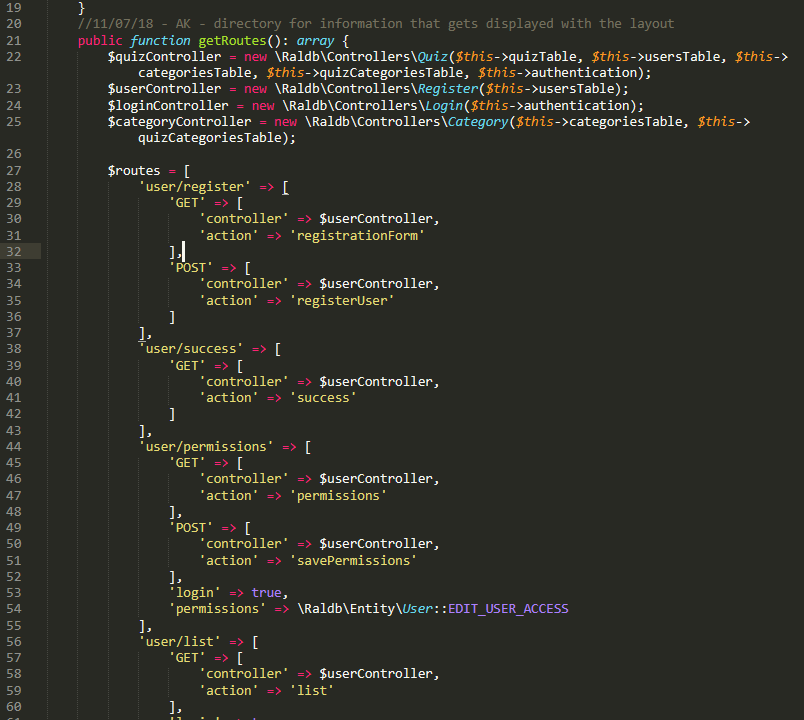 19 }
20 //11/07/18 - AK - directory for information that gets displayed with the layout
21 public function getRoutes(): array {
22 $quizController = new \Raldb\Controllers\Quiz($this->quizTable, $this->usersTable, $this->
categoriesTable, $this->quizCategoriesTable, $this->authentication);
23 $userController = new \Raldb\Controllers\Register($this->usersTable);
24 $loginController = new \Raldb\Controllers\Login($this->authentication);
25 $categoryController = new \Raldb\Controllers\Category($this->categoriesTable, $this->
quizCategoriesTable);
26
27 $routes = [
28 'user/register' => [
29 'GET' => [
30 'controller' => $userController,
31 'action' => 'registrationForm'
32 ],
33 'POST' => [
34 'controller' => $userController,
35 'action' => 'registerUser'
36 ]
37 ],
38 'user/success' => [
39 'GET' => [
40 'controller' => $userController,
41 'action' => 'success'
42 ]
43 ],
44 'user/permissions' => [
45 'GET' => [
46 'controller' => $userController,
47 'action' => 'permissions'
48 ],
49 'POST' => [
50 'controller' => $userController,
51 'action' => 'savePermissions'
52 ],
53 'login' => true,
54 'permissions' => \Raldb\Entity\User::EDIT_USER_ACCESS
55 ],
56 'user/list' => [
57 'GET' => [
58 'controller' => $userController,
59 'action' => 'list'
60 ],